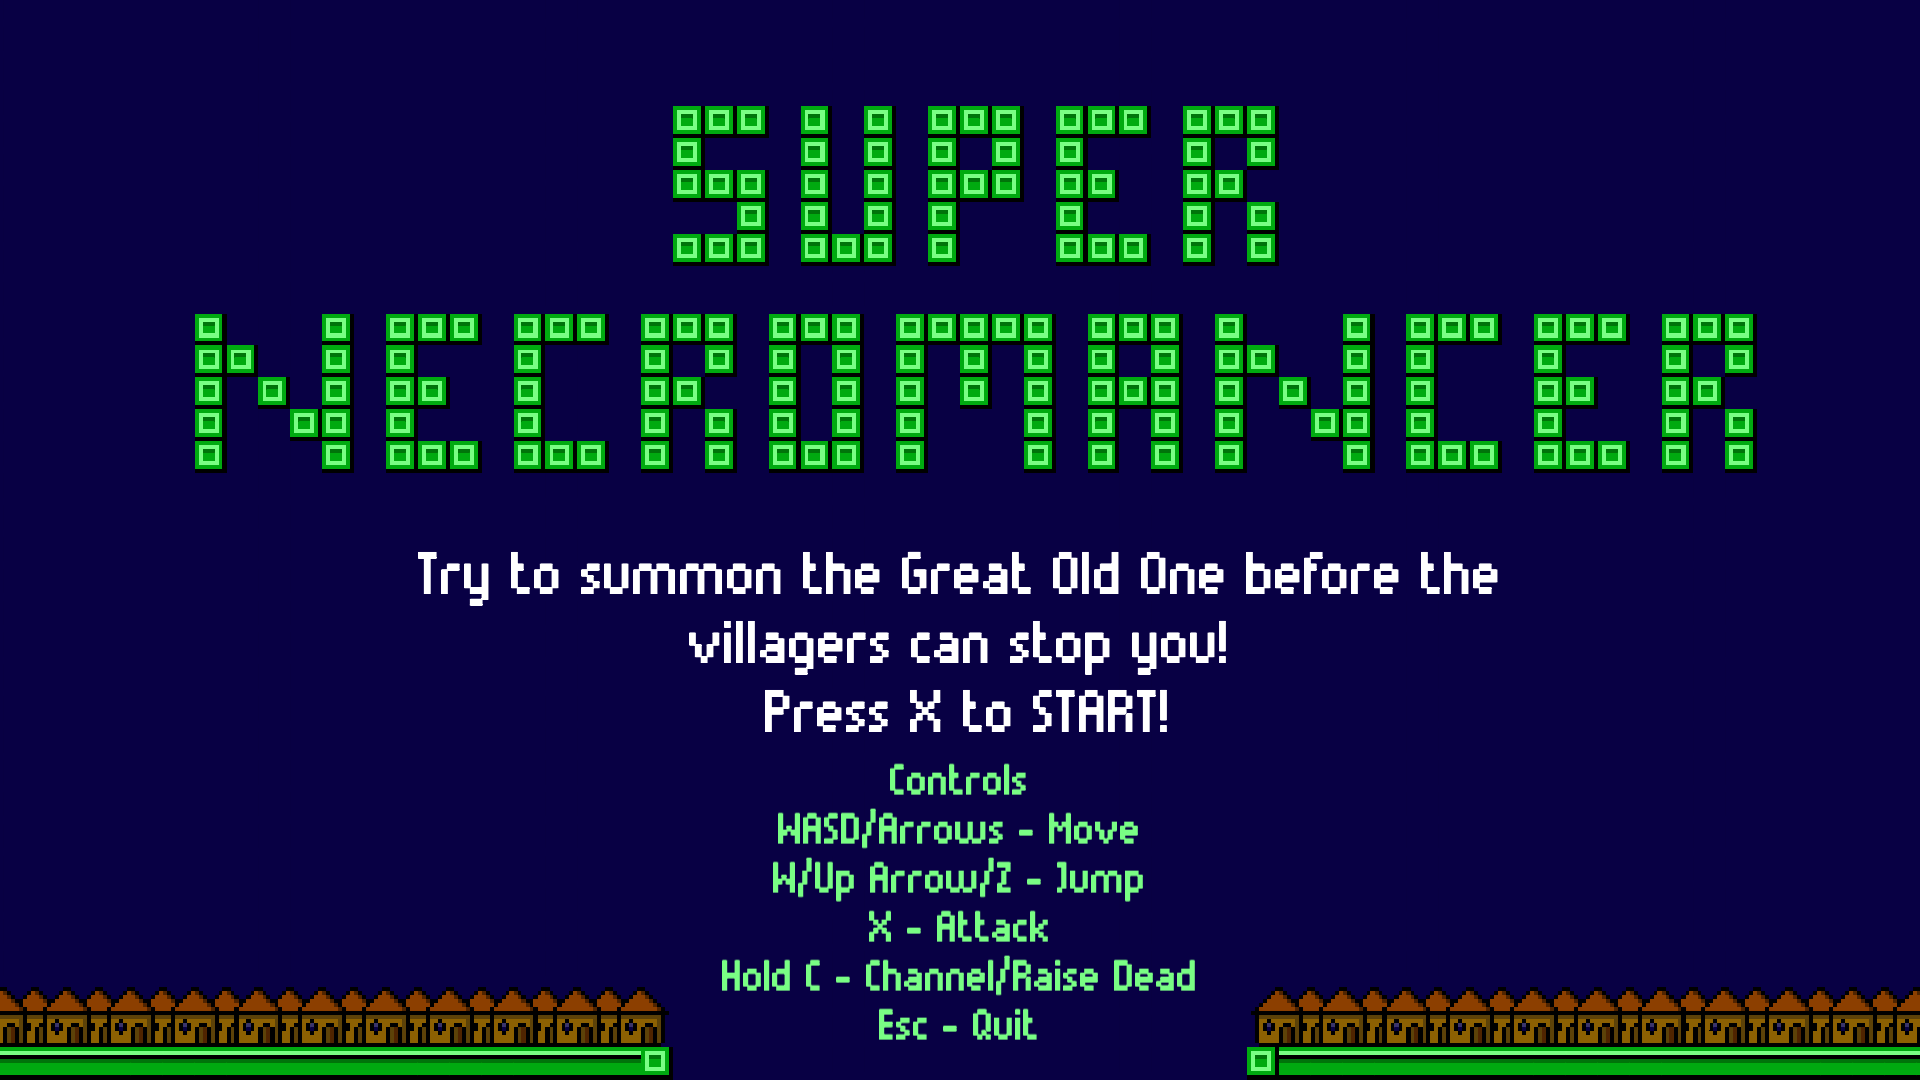 SUPER
NECROMANCER
Try to summon the Great Old One before the
villagers can stop you!
Press X to START!
Controls
WASD/Arrows - Move
W/Up Arrow/Z - Jump
X - Attack
Hold C - Channel/Raise Dead
Esc - Quit